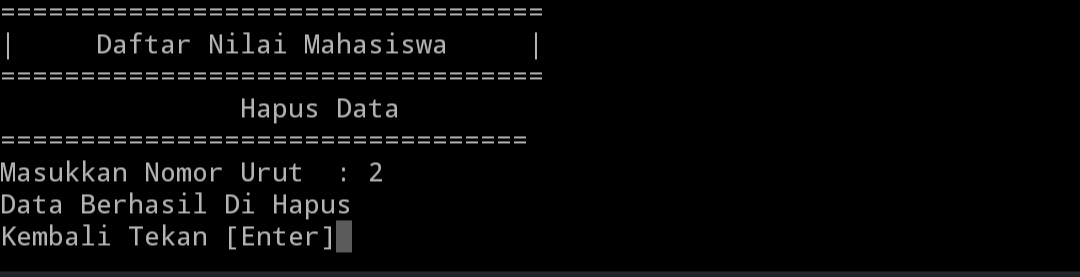 ==================================
|     Daftar Nilai Mahasiswa     |
==================================
               Hapus Data
=================================
Masukkan Nomor Urut  : 2
Data Berhasil Di Hapus
Kembali Tekan [Enter]